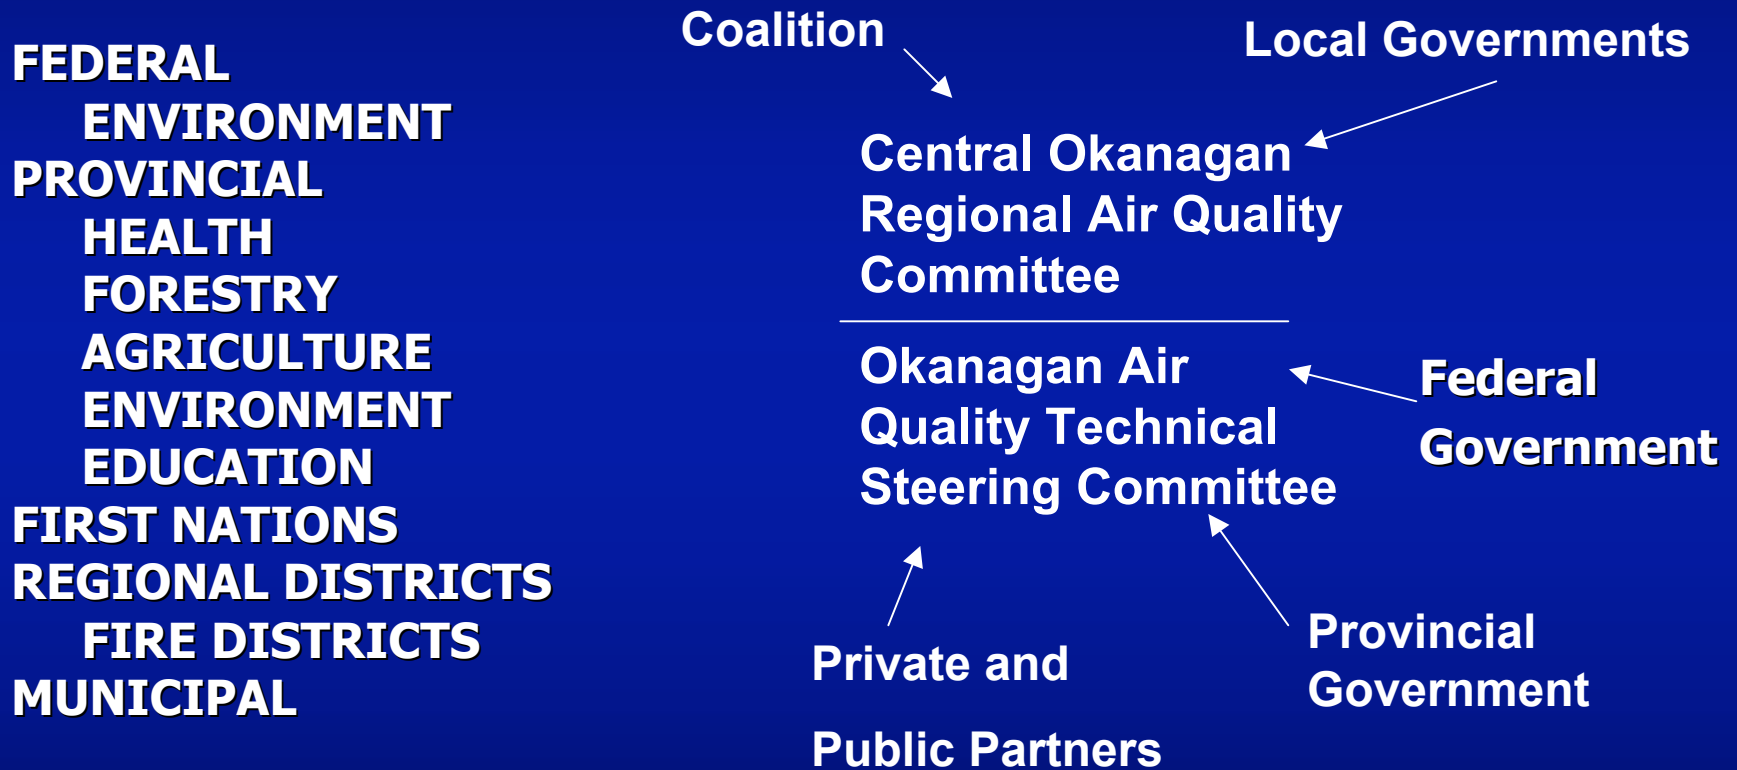 FEDERAL
ENVIRONMENT
PROVINCIAL
HEALTH
FORESTRY
AGRICULTURE
ENVIRONMENT
EDUCATION
FIRST NATIONS
REGIONAL DISTRICTS
FIRE DISTRICTS
MUNICIPAL
Coalition
Local Governments
Central Okanagan
Regional Air Quality
Committee
Okanagan Air
Quality Technical
Steering Committee
Federal
Government
Private and
Public Partners
Provincial
Government